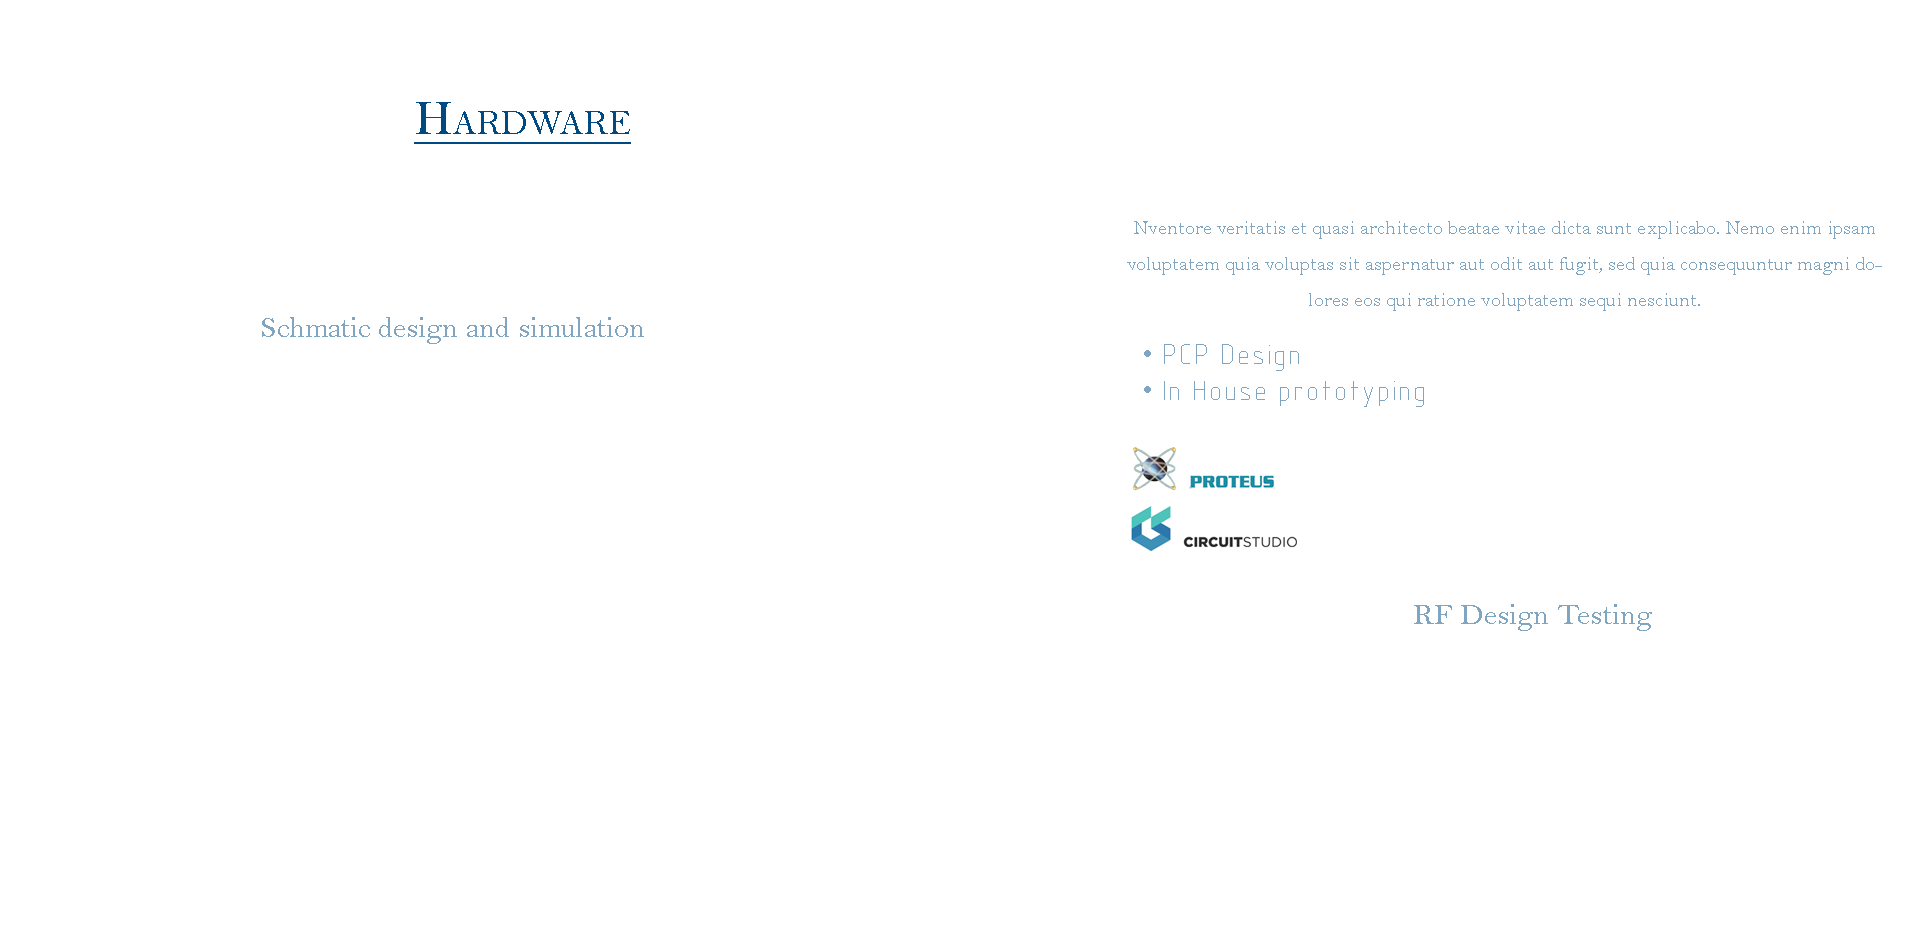 HARDWARE
Schmatic design and simulation
Nventore veritatis et quasi architecto beatae vitae dicta sunt explicabo. Nemo enim ipsam
voluptatem quia voluptas sit aspernatur aut odit aut fugit, sed quia consequuntur magni do-
lores eos qui ratione voluptatem sequi nesciunt.
• PCP Design
• In House prototyping
PROTEUS
CIRCUITSTUDIO
RF Design Testing